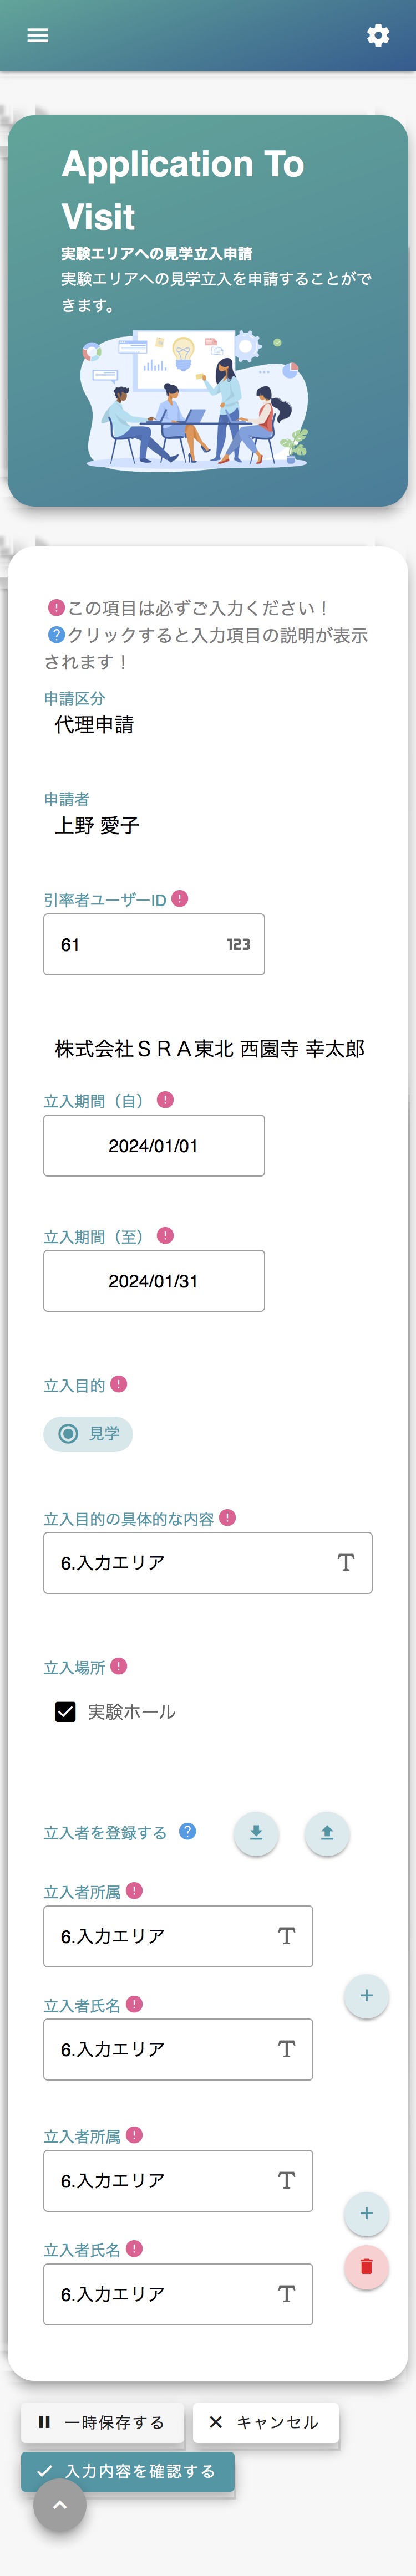 Application To
Visit
実験エリアへの見学立入申請
実験エリアへの見学立入を申請することがで
きます。
この項目は必ずご入力ください！
クリックすると入力項目の説明が表示
されます！
申請区分
代理申請
申請者
上野 愛子
引率者ユーザーID
61
123
株式会社ＳＲＡ東北 西園寺 幸太郎
立入期間（自）
2024/01/01
立入期間（至）
2024/01/31
立入目的
見学
立入目的の具体的な内容
6.入力エリア
立入場所
実験ホール
立入者を登録する
立入者所属
6.入力エリア
立入者氏名
6.入力エリア
立入者所属
6.入力エリア
立入者氏名
6.入力エリア
一時保存する
キャンセル
入力内容を確認する